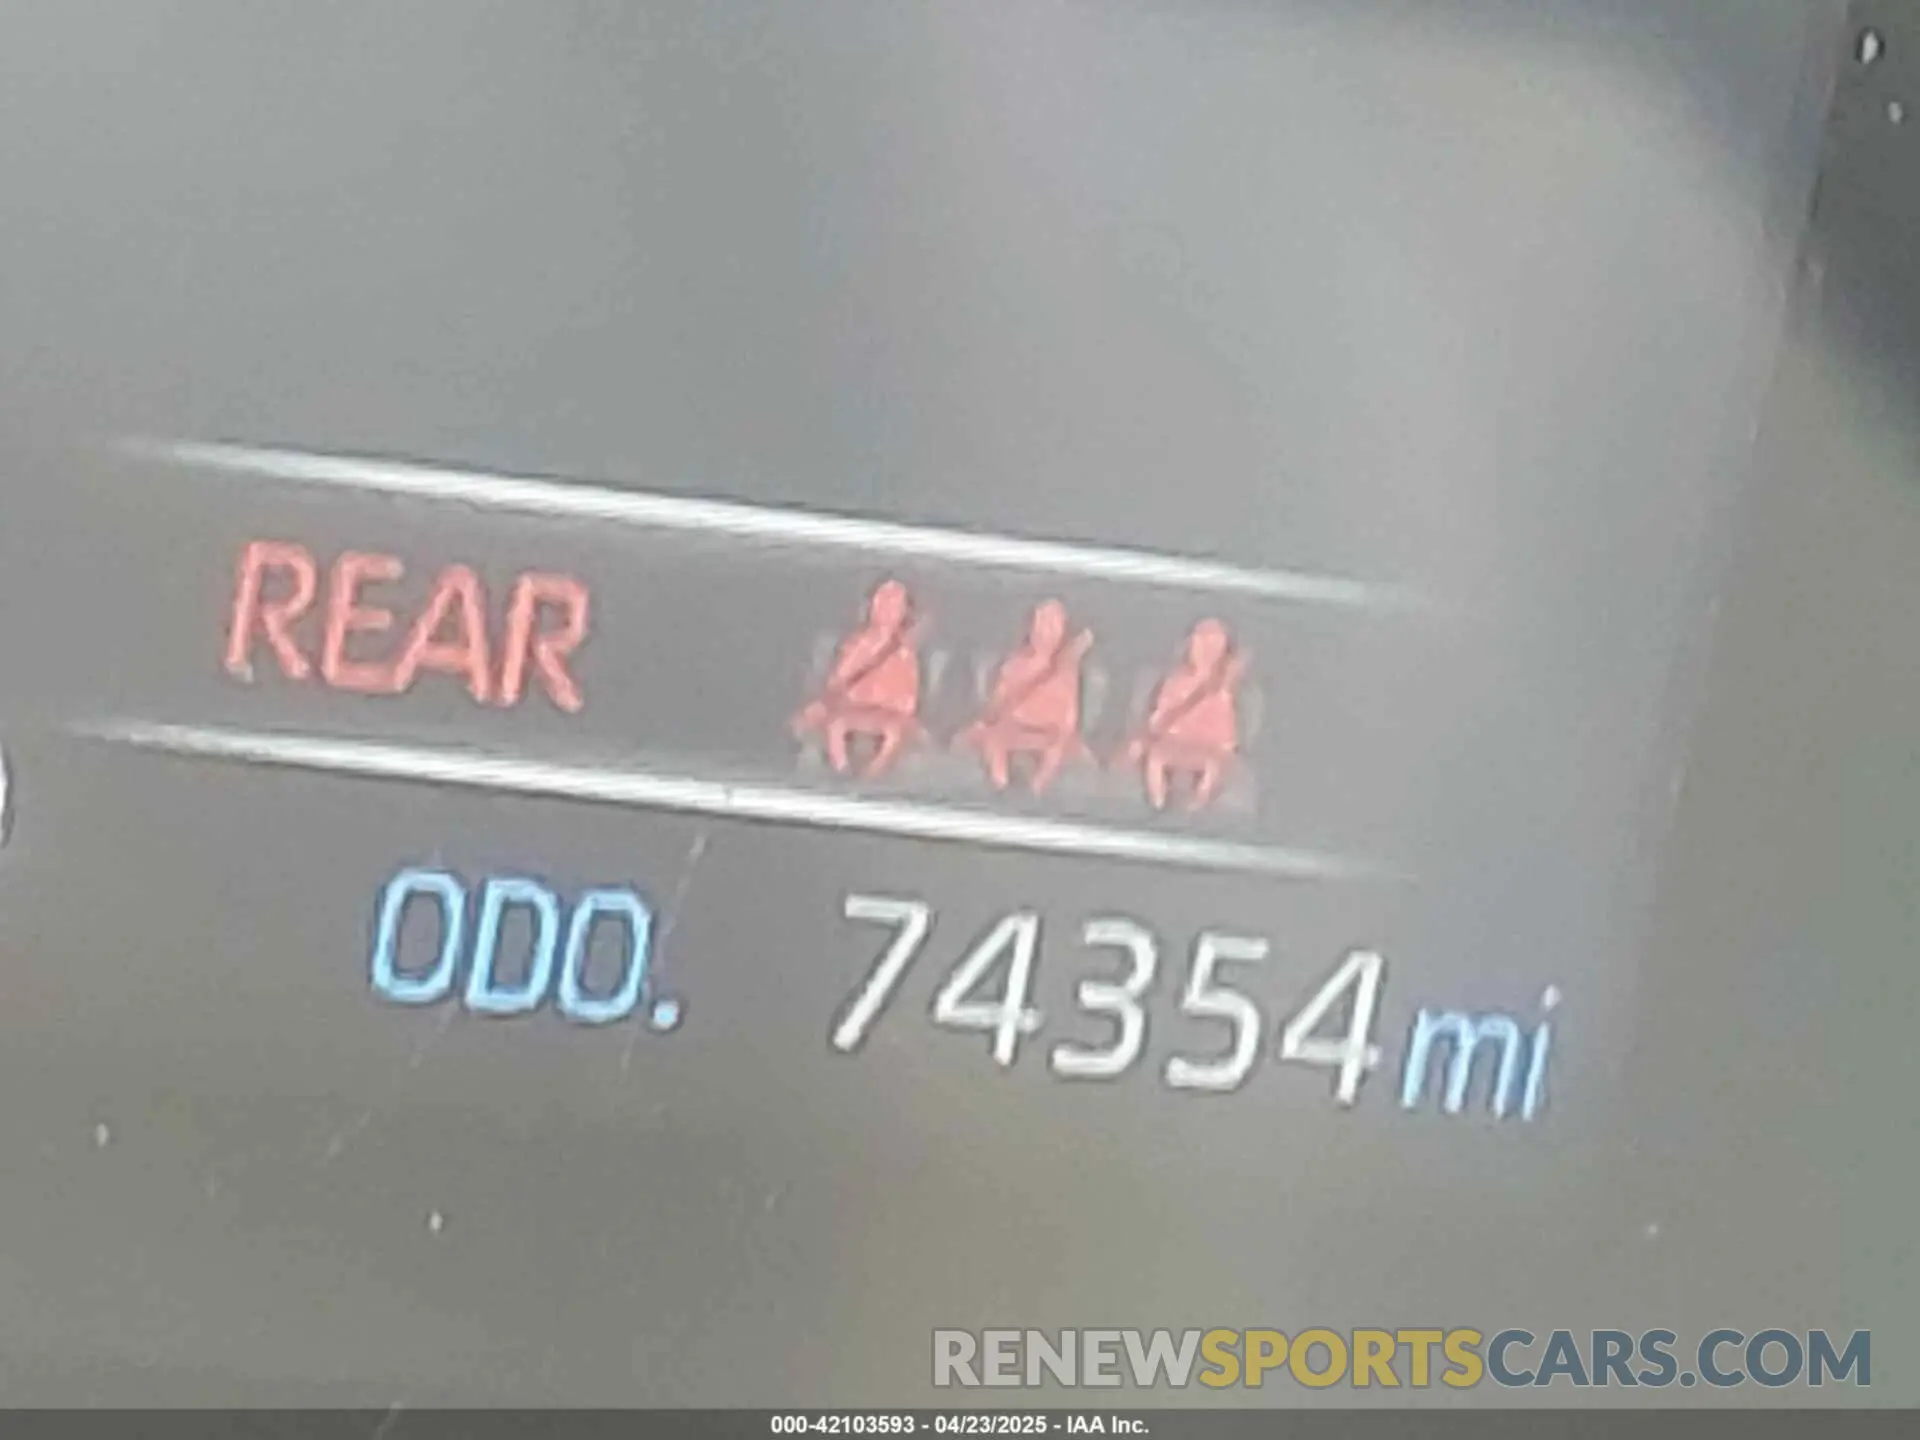 REAR
ODO. 74354 mi
RENEWSPORTSCARS.COM
000-42103593 - 04/23/2025 - IAA Inc.